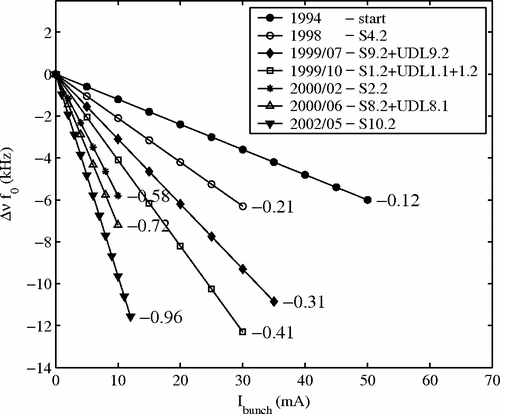 1994 – start
1998 – S4.2
1999/07 – S9.2+UDL9.2
1999/10 – S1.2+UDL1.1+1.2
2000/02 – S2.2
2000/06 – S8.2+UDL8.1
2002/05 – S10.2
2
0
−2
−4
−6
−8
−10
−12
−14
Δν f0 (kHz)
−0.58
−0.72
−0.96
−0.21
−0.12
−0.31
−0.41
0 10 20 30 40 50 60 70
Ibunch (mA)